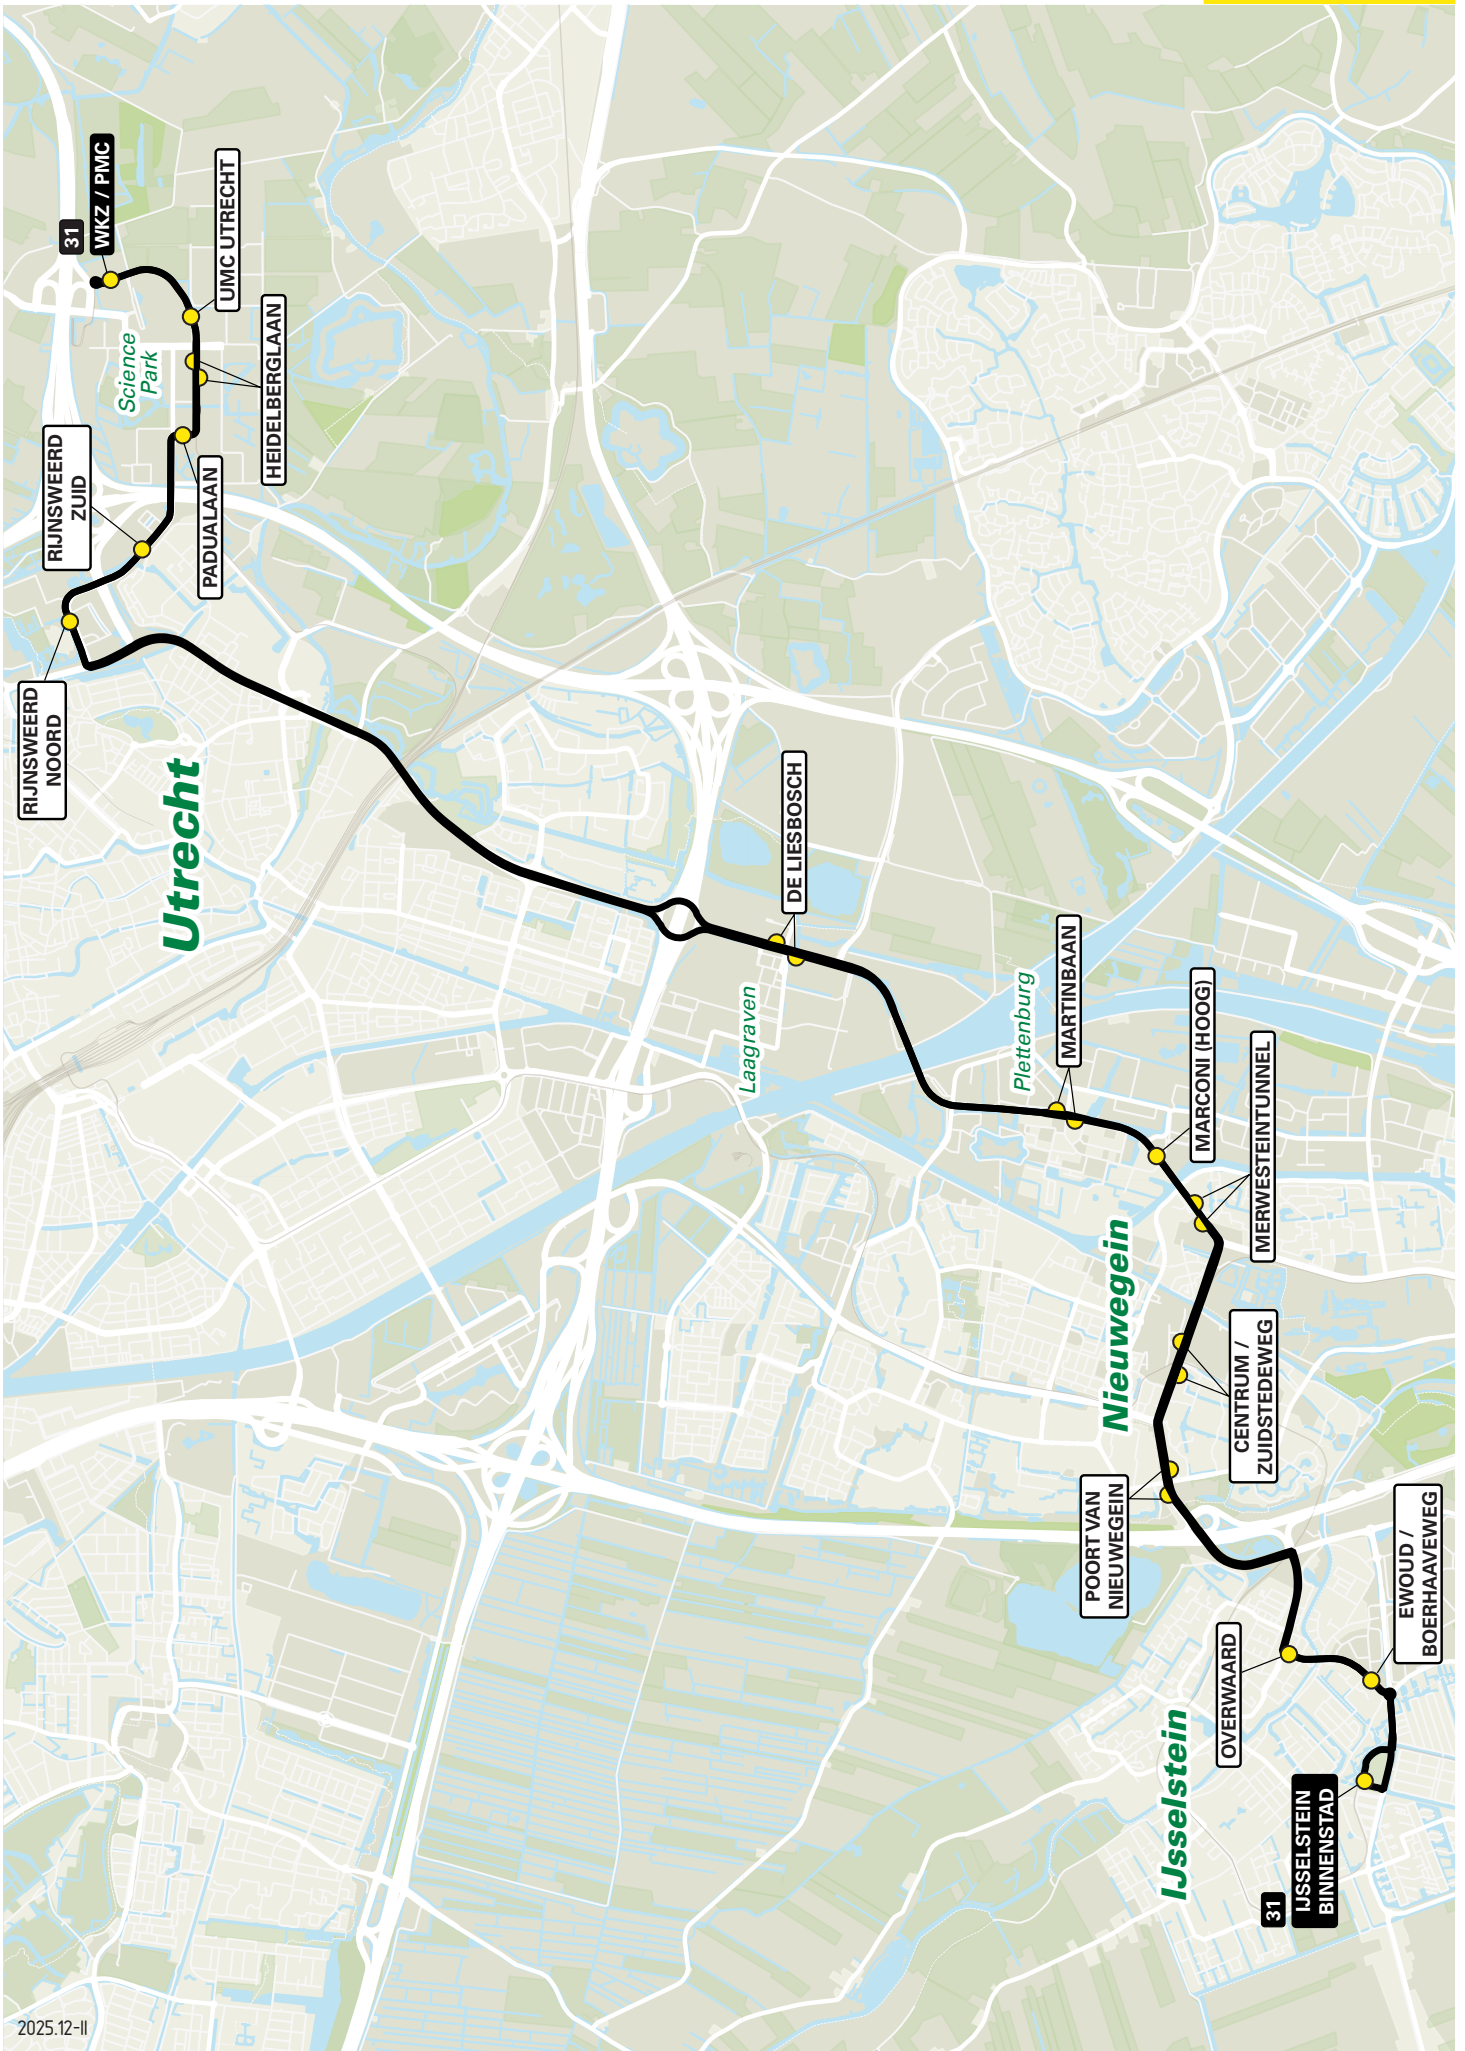 31
WKZ / PMC
UMC UTRECHT
HEIDELBERGLAAN
Science
Park
RIJNSWEERD
ZUID
PADUALAAN
RIJNSWEERD
NOORD
Utrecht
DE LIESBOSCH
Laagraven
MARTINBAAN
Plettenburg
MARCONI (HOOG)
MERWESTEINTUNNEL
Nieuwegein
CENTRUM /
ZUIDSTEDEWEG
POORT VAN
NIEUWEGEIN
EWOUD /
BOERHAAVEWEG
OVERWAARD
IJsselstein
31
IJSSELSTEIN
BINNENSTAD
2025.12-II